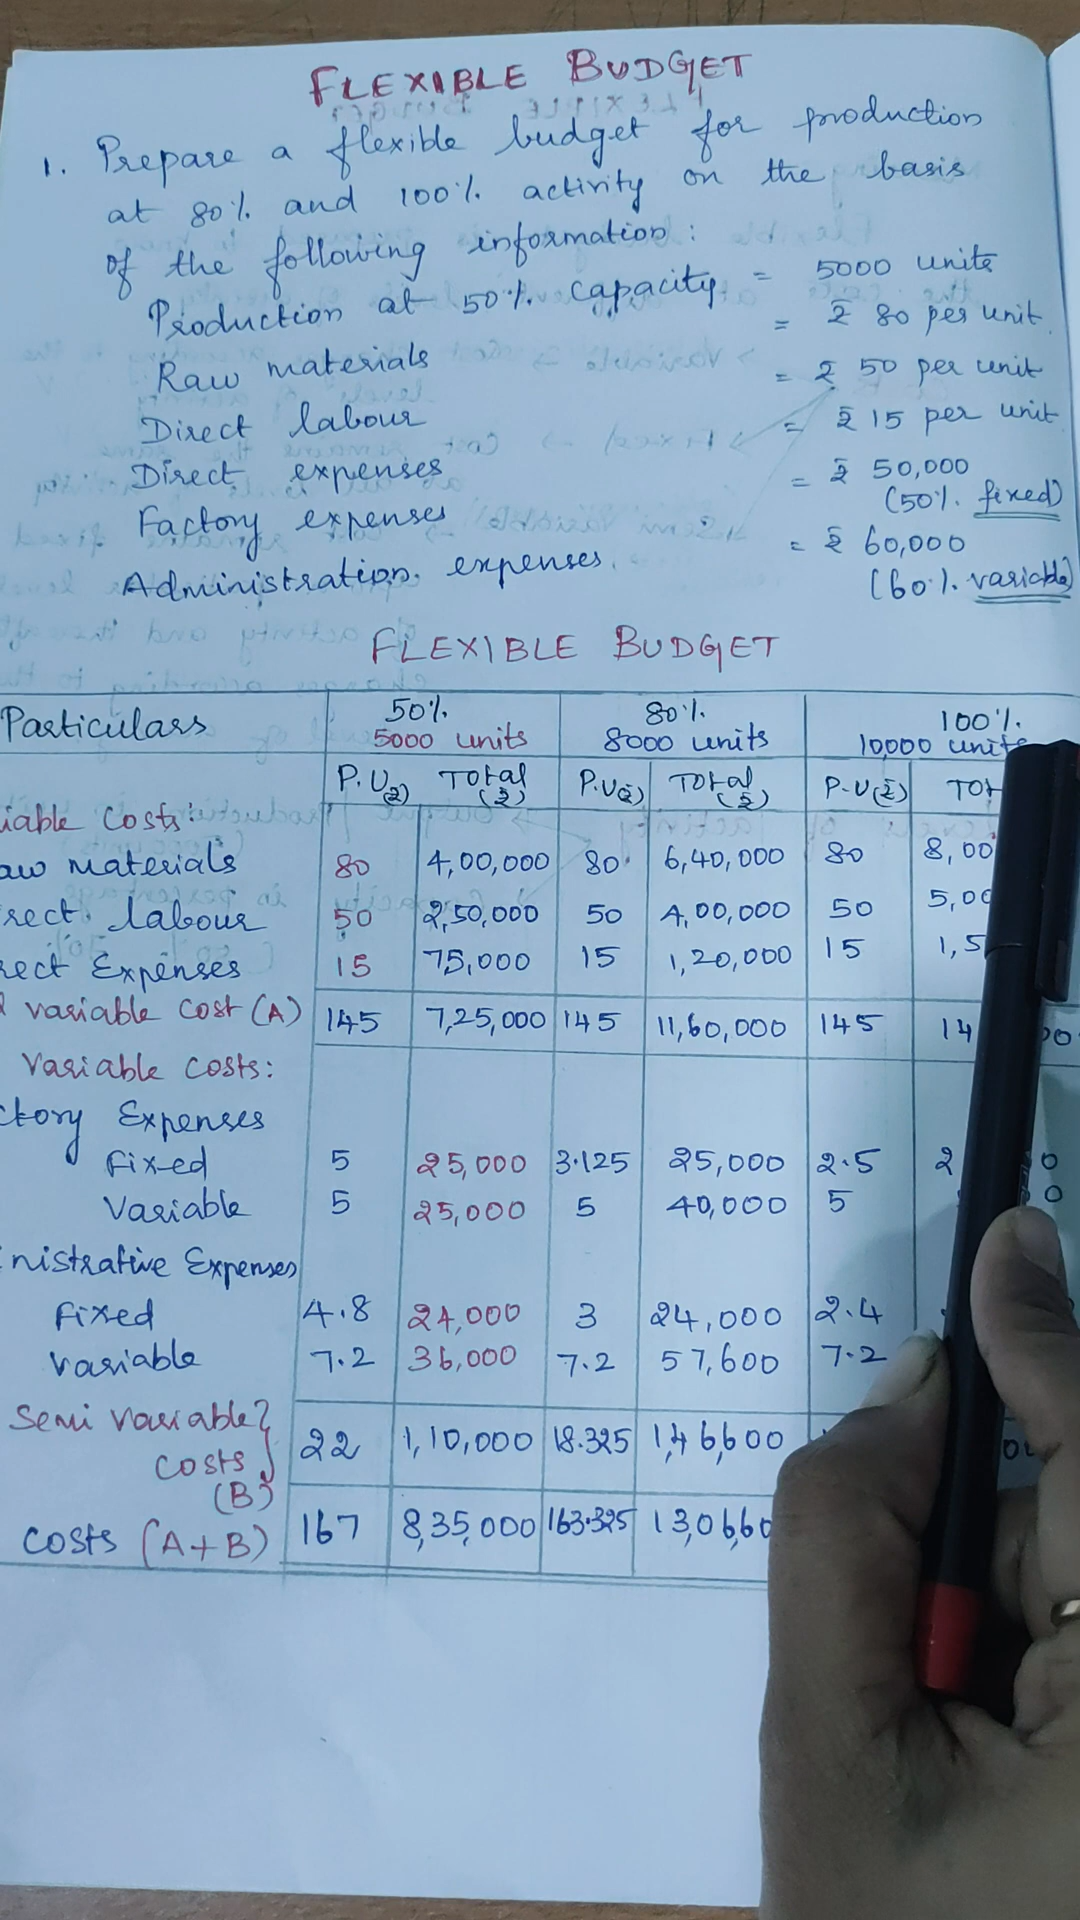 FLEXIBLE BUDGET
1. Prepare a flexible budget for production
at 80% and 100% activity on the basis
of the following information:
Production at 50% capacity = 5000 units
Raw materials = ₹ 80 per unit
Direct labour = ₹ 50 per unit
Direct expenses = ₹ 15 per unit
Factory expenses = ₹ 50,000
(50% fixed)
Administration expenses = ₹ 60,000
(60% variable)
FLEXIBLE BUDGET
Particulars 50% 80% 100%
5000 units 8000 units 10,000 units
P.U(₹) Total (₹) P.U(₹) Total (₹) P.U(₹) Tot
iable Costs:
aw materials 80 4,00,000 80 6,40,000 80 8,00
rect labour 50 2,50,000 50 4,00,000 50 5,00
rect Expenses 15 75,000 15 1,20,000 15 1,5
variable cost (A) 145 7,25,000 145 11,60,000 145 14 00
Variable costs:
ctory Expenses
Fixed 5 25,000 3.125 25,000 2.5 2 0
Variable 5 25,000 5 40,000 5 0
nistrative Expenses
Fixed 4.8 24,000 3 24,000 2.4
Variable 7.2 36,000 7.2 57,600 7.2
Semi Variable} 22 1,10,000 18.325 1,46,600
costs
(B)
costs (A+B) 167 8,35,000 163.325 13,06,60